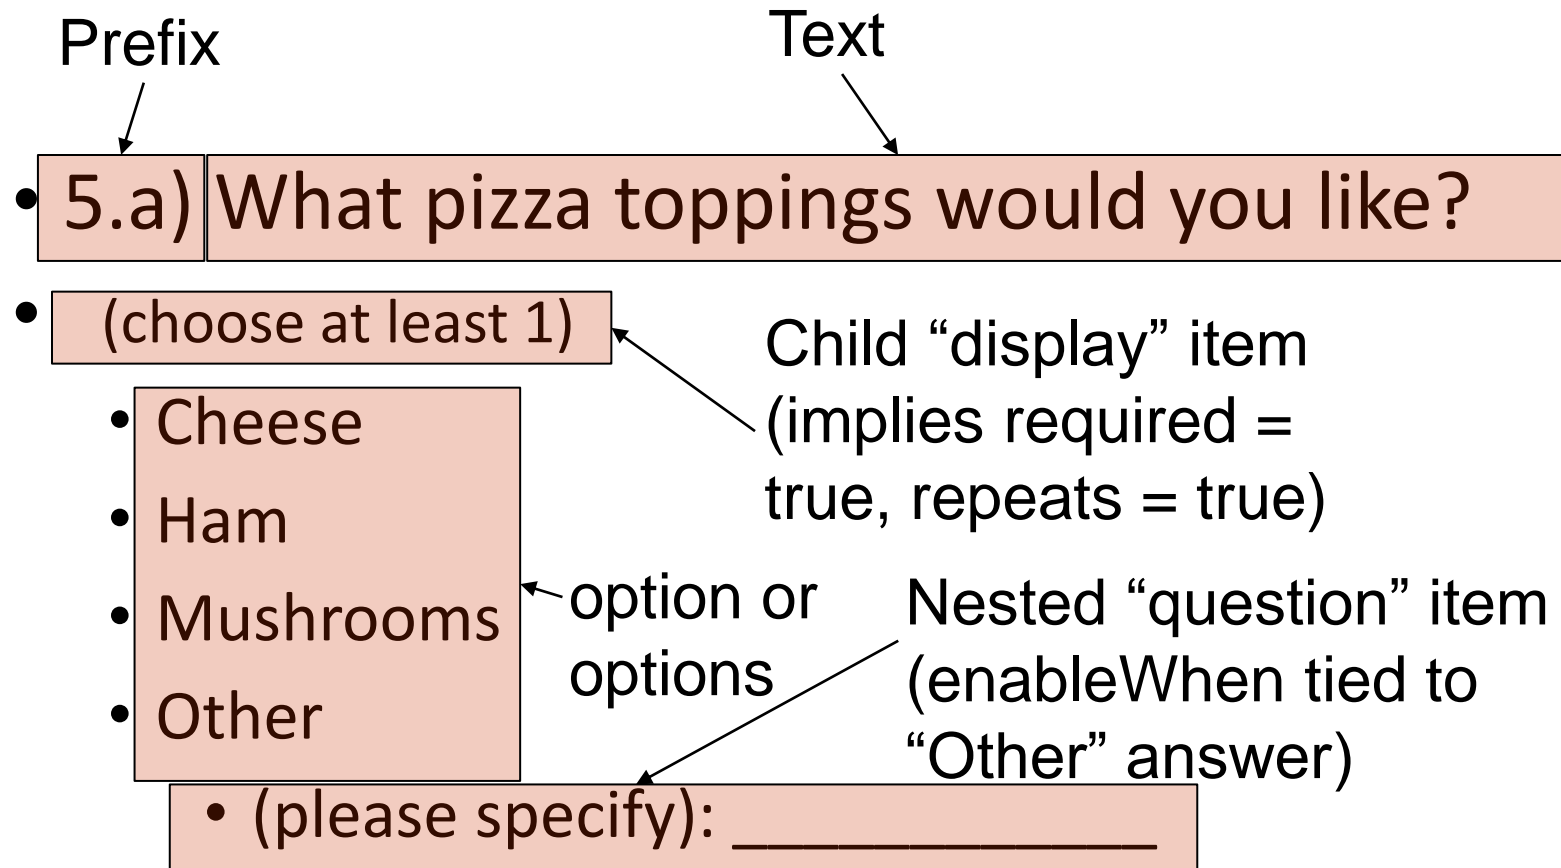 Prefix
Text
• 5.a) What pizza toppings would you like?
• (choose at least 1)
Child “display” item
(implies required =
true, repeats = true)
• Cheese
• Ham
• Mushrooms
• Other
option or
options
Nested “question” item
(enableWhen tied to
“Other” answer)
• (please specify): ____________